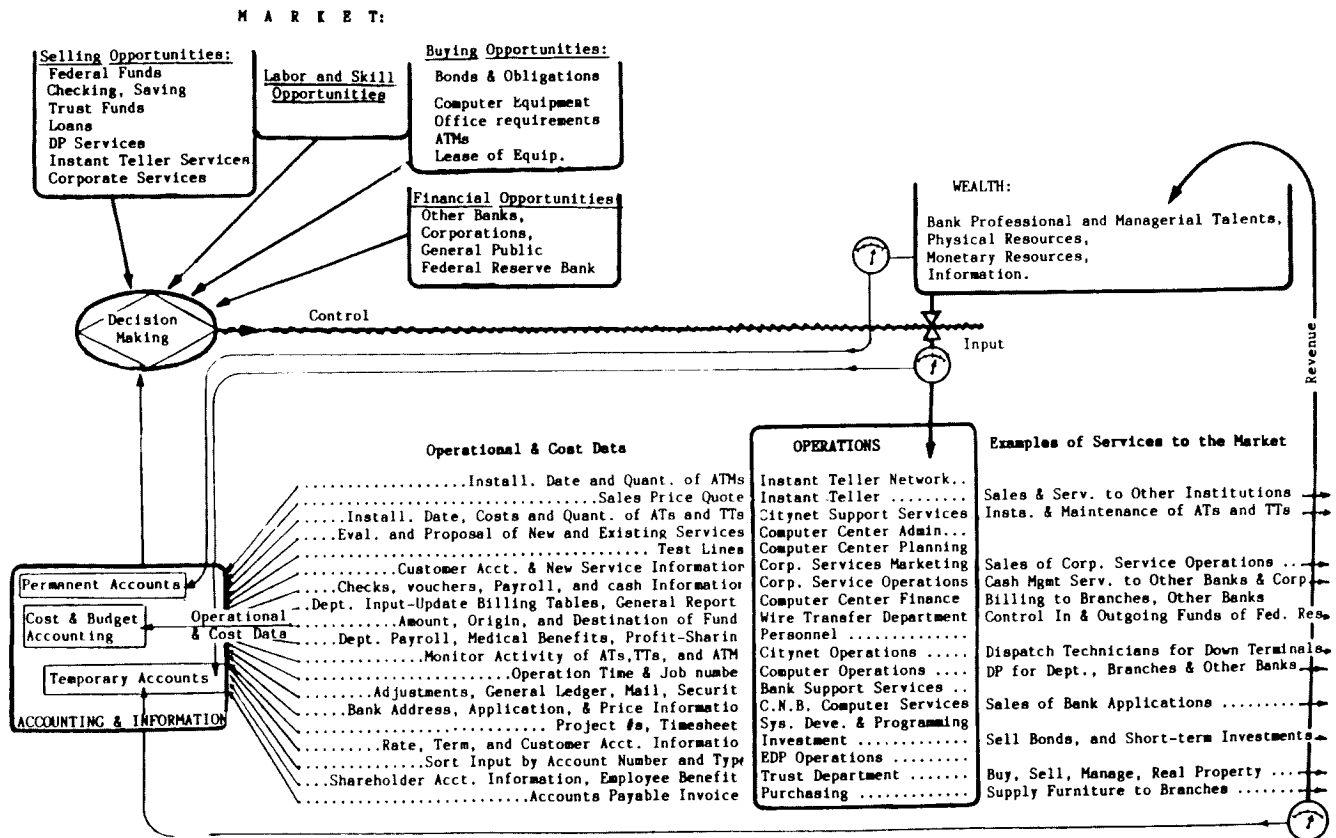 M A R K E T:
Selling Opportunities:
Federal Funds
Checking, Saving
Trust Funds
Loans
DP Services
Instant Teller Services
Corporate Services
Labor and Skill
Opportunities
Buying Opportunities:
Bonds & Obligations
Computer Equipment
Office requirements
ATMs
Lease of Equip.
Financial Opportunities
Other Banks,
Corporations,
General Public
Federal Reserve Bank
WEALTH:
Bank Professional and Managerial Talents,
Physical Resources,
Monetary Resources,
Information.
Decision
Making
Control
Input
Revenue
Operational & Cost Data
...................Install. Date and Quant. of ATMs
...................Sales Price Quote
.....Install. Date, Costs and Quant. of ATs and TTs
....Eval. and Proposal of New and Existing Services
...................Test Lines
............Customer Acct. & New Service Information
.....Checks, vouchers, Payroll, and cash Informatior
.Dept. Input-Update Billing Tables, General Report
............Amount, Origin, and Destination of Fund
....Dept. Payroll, Medical Benefits, Profit-Sharin
..............Monitor Activity of ATs,TTs, and ATM
...................Operation Time & Job numbe
........Adjustments, General Ledger, Mail, Securit
.....Bank Address, Application, & Price Informatio
...................Project #s, Timesheet
.........Rate, Term, and Customer Acct. Informatio
...........Sort Input by Account Number and Type
...Shareholder Acct. Information, Employee Benefit
...................Accounts Payable Invoice
OPERATIONS
Instant Teller Network..
Instant Teller ........
Citynet Support Services
Computer Center Admin...
Computer Center Planning
Corp. Services Marketing
Corp. Service Operations
Computer Center Finance
Wire Transfer Department
Personnel .............
Citynet Operations .....
Computer Operations ....
Bank Support Services ..
C.N.B. Computer Services
Sys. Deve. & Programming
Investment .............
EDP Operations .........
Trust Department .......
Purchasing .............
Examples of Services to the Market
Sales & Serv. to Other Institutions
Insta. & Maintenance of ATs and TTs
Sales of Corp. Service Operations ..
Cash Mgmt Serv. to Other Banks & Corp
Billing to Branches, Other Banks
Control In & Outgoing Funds of Fed. Res
Dispatch Technicians for Down Terminals
DP for Dept., Branches & Other Banks
Sales of Bank Applications .........
Sell Bonds, and Short-term Investments
Buy, Sell, Manage, Real Property ...
Supply Furniture to Branches .......
Permanent Accounts
Cost & Budget
Accounting
Operational
& Cost Data
Temporary Accounts
ACCOUNTING & INFORMATION